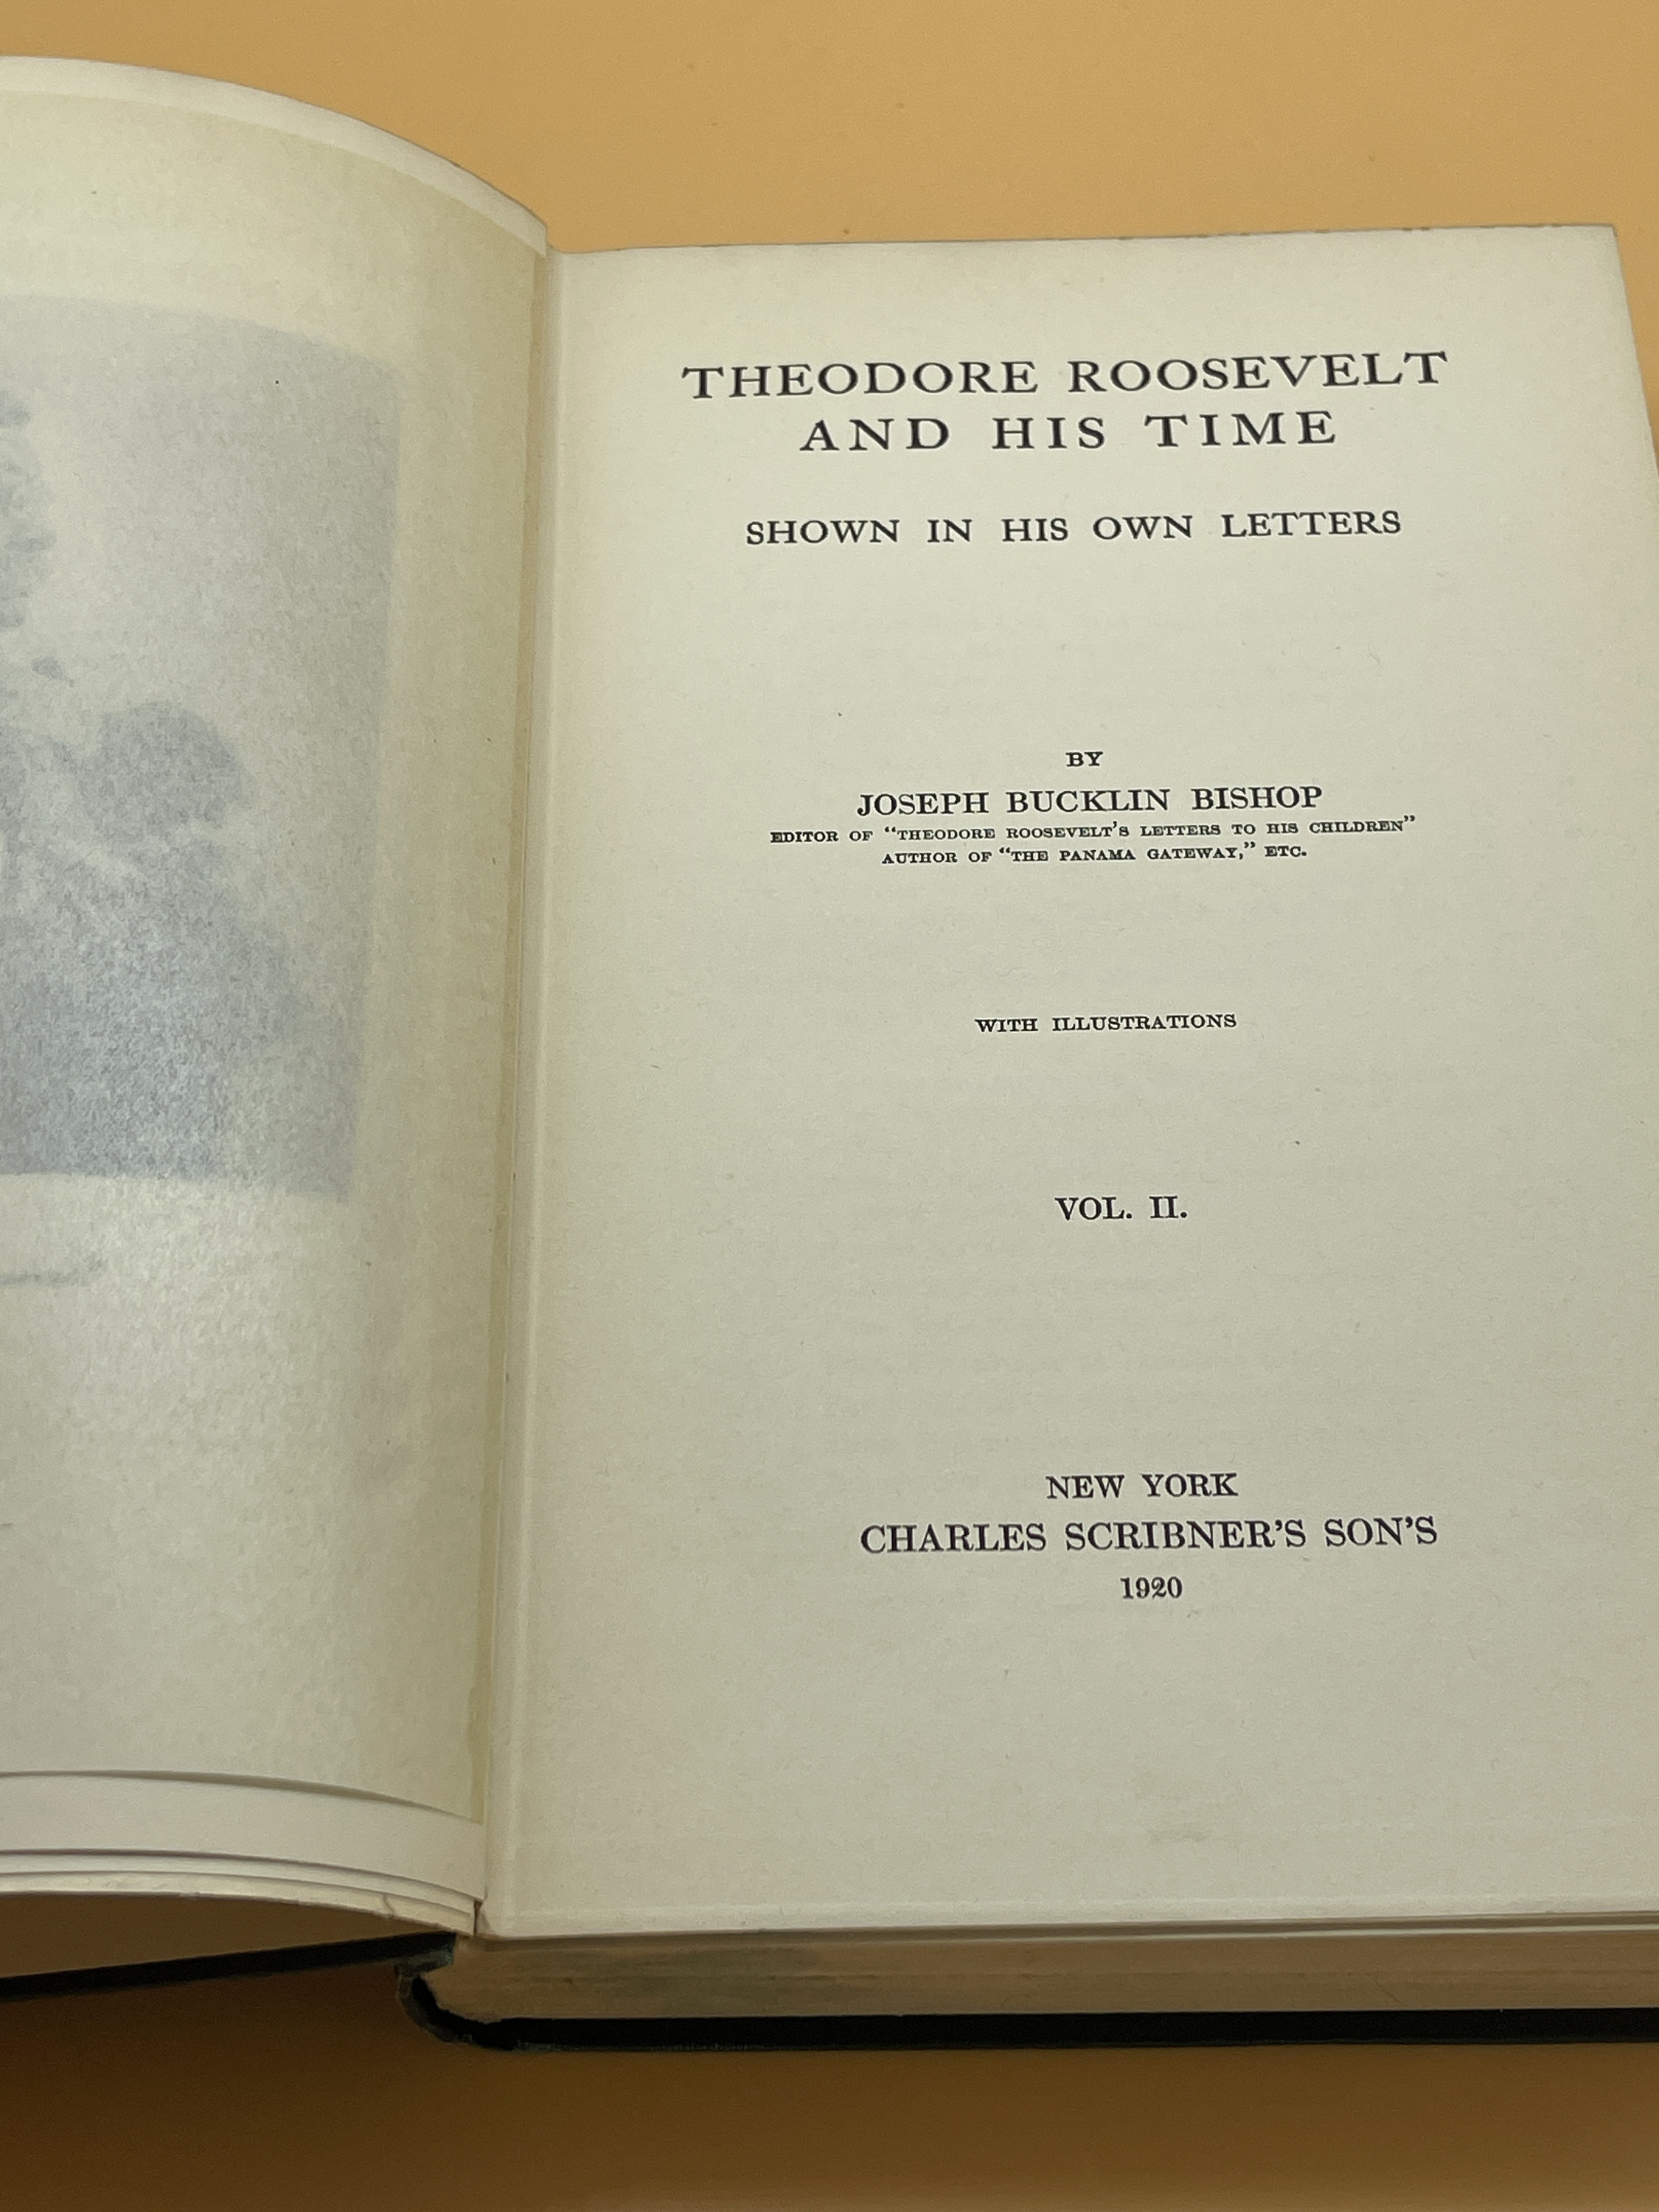 THEODORE ROOSEVELT
AND HIS TIME
SHOWN IN HIS OWN LETTERS
BY
JOSEPH BUCKLIN BISHOP
EDITOR OF “THEODORE ROOSEVELT’S LETTERS TO HIS CHILDREN”
AUTHOR OF “THE PANAMA GATEWAY,” ETC.
WITH ILLUSTRATIONS
VOL. II.
NEW YORK
CHARLES SCRIBNER’S SON’S
1920